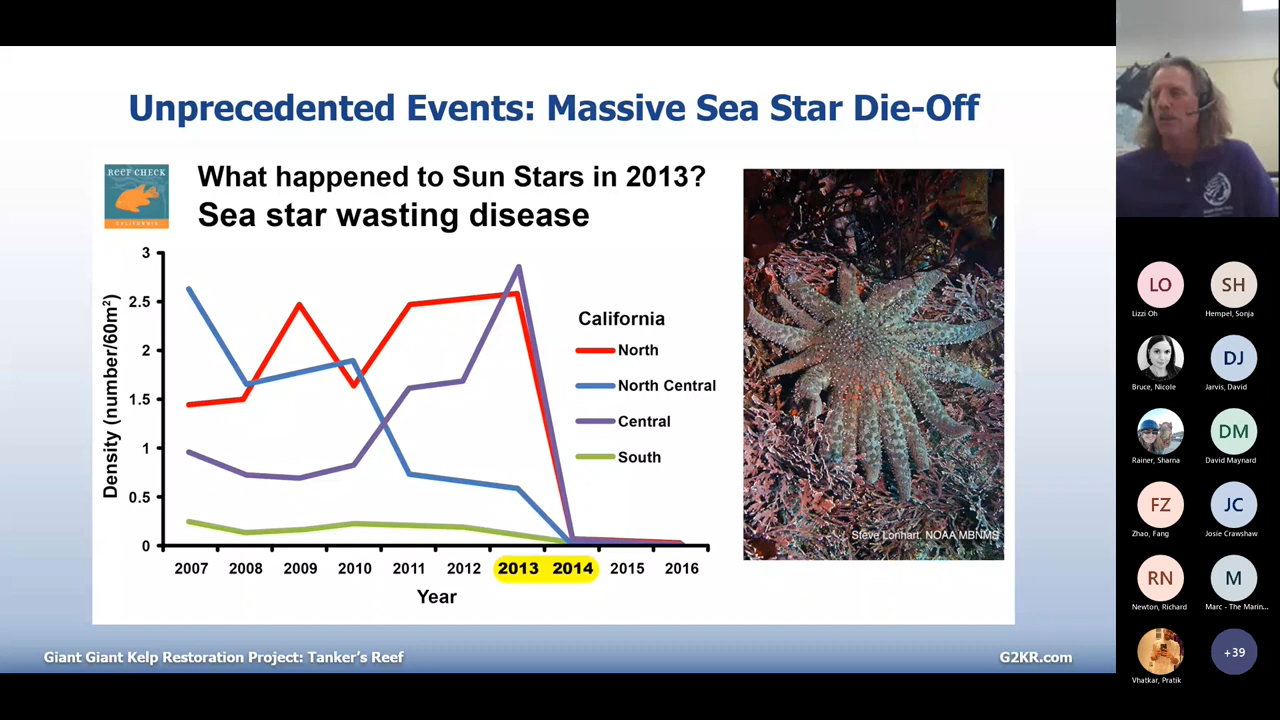 Unprecedented Events: Massive Sea Star Die-Off
REEF CHECK
CALIFORNIA
What happened to Sun Stars in 2013?
Sea star wasting disease
Density (number/60m²)
3
2.5
2
1.5
1
0.5
0
California
North
North Central
Central
South
2007 2008 2009 2010 2011 2012 2013 2014 2015 2016
Year
Steve Lonhart, NOAA MBNMS
Giant Giant Kelp Restoration Project: Tanker's Reef
G2KR.com
LO SH
Lizzi Oh Hempel, Sonja
DJ
Bruce, Nicole Jarvis, David
DM
Rainer, Sharna David Maynard
FZ JC
Zhao, Fang Josie Crawshaw
RN M
Newton, Richard Marc - The Marin...
+39
Vhatkar, Pratik